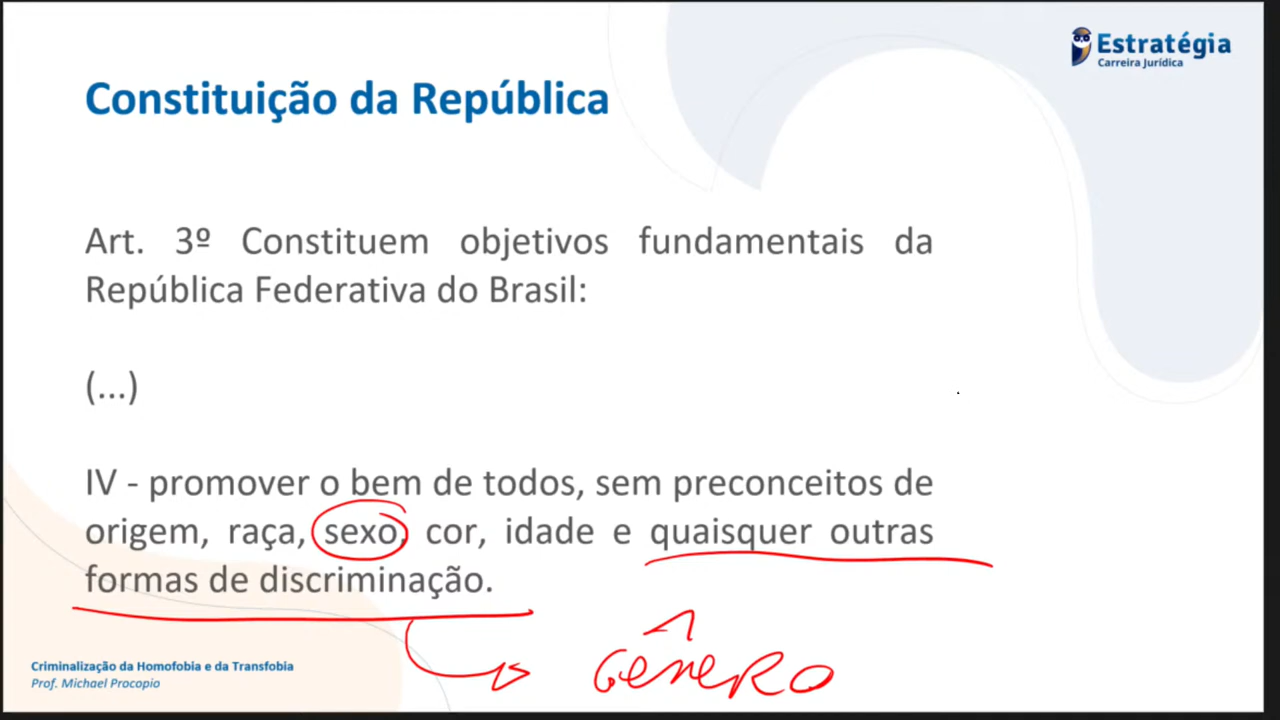 Estratégia
Carreira Jurídica
Constituição da República
Art. 3º Constituem objetivos fundamentais da
República Federativa do Brasil:
(...)
IV - promover o bem de todos, sem preconceitos de
origem, raça, sexo, cor, idade e quaisquer outras
formas de discriminação.
GÊNERO
Criminalização da Homofobia e da Transfobia
Prof. Michael Procopio